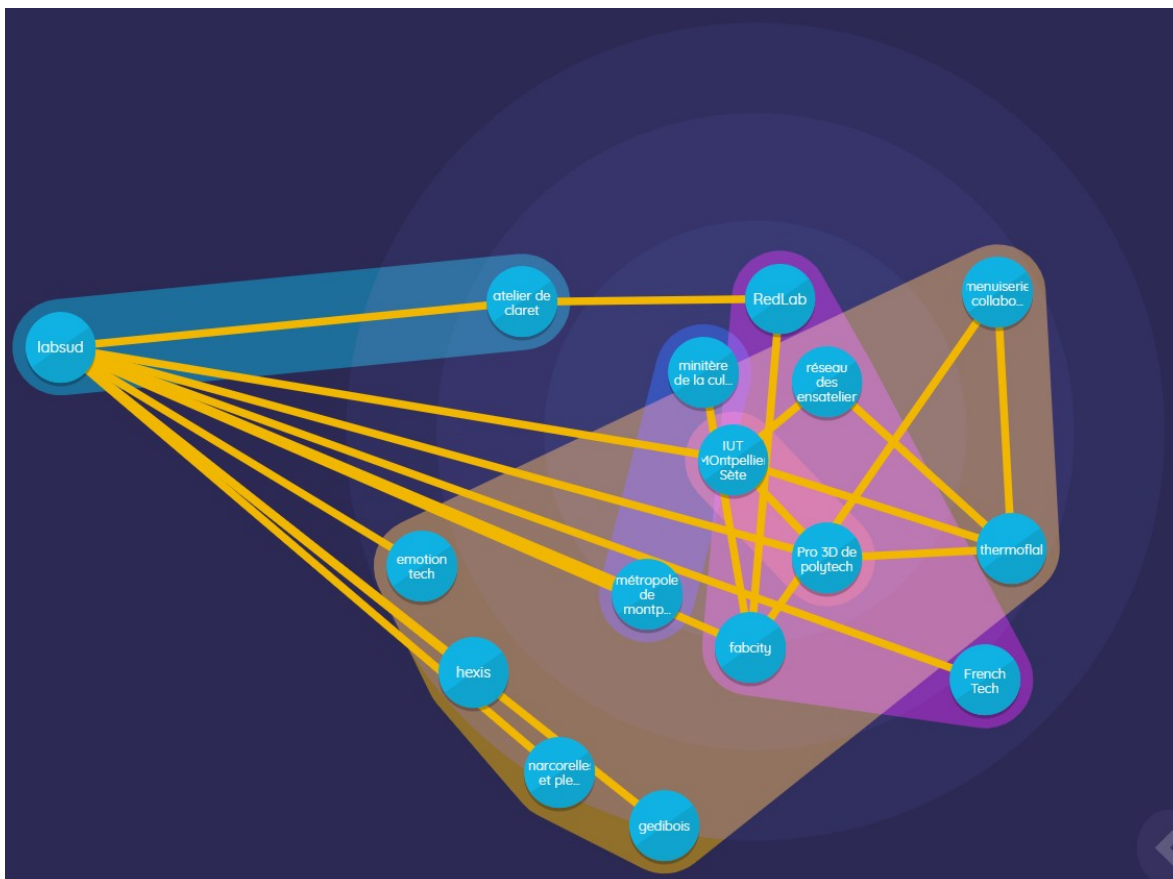 labsud
atelier de
claret
RedLab
menuiserie
collabo...
minitère
de la cul...
réseau
des
ensatelier
IUT
MOntpellier
Sète
emotion
tech
métropole
de
montp...
Pro 3D de
polytech
thermoflal
fabcity
hexis
French
Tech
narcorelles
et ple...
gedibois